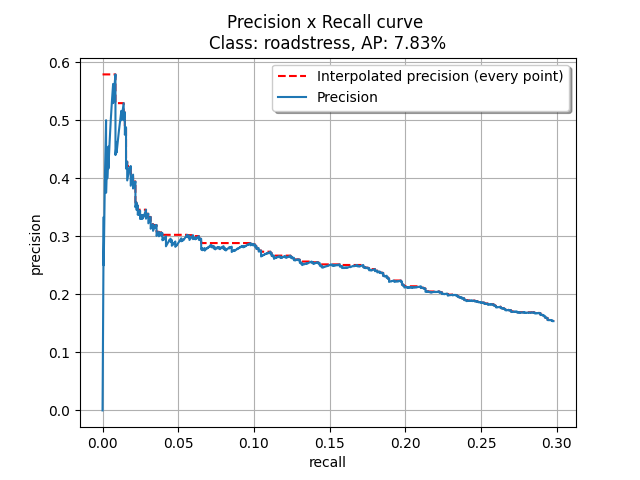 Precision x Recall curve
Class: roadstress, AP: 7.83%
Interpolated precision (every point)
Precision
0.6
0.5
0.4
0.3
0.2
0.1
0.0
precision
0.00 0.05 0.10 0.15 0.20 0.25 0.30
recall